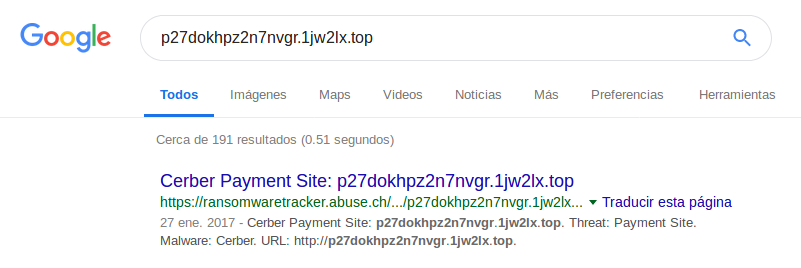 Google p27dokhpz2n7nvgr.1jw2lx.top
Todos Imágenes Maps Videos Noticias Más Preferencias Herramientas
Cerca de 191 resultados (0.51 segundos)
Cerber Payment Site: p27dokhpz2n7nvgr.1jw2lx.top
https://ransomwaretracker.abuse.ch/.../p27dokhpz2n7nvgr.1jw2lx... Traducir esta página
27 ene. 2017 - Cerber Payment Site: p27dokhpz2n7nvgr.1jw2lx.top. Threat: Payment Site.
Malware: Cerber. URL: http://p27dokhpz2n7nvgr.1jw2lx.top.